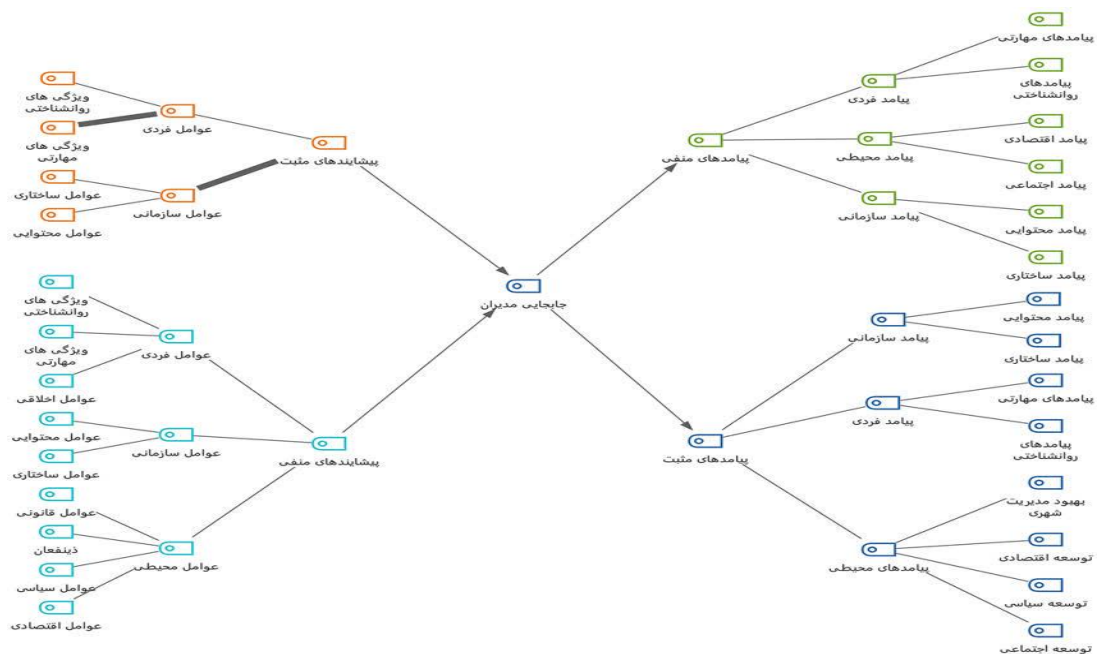 پیامدهای مهارتی
پیامدهای
روانشناختی
پیامد فردی
پیامد اقتصادی
پیامد محیطی
پیامدهای منفی
پیامد اجتماعی
پیامد محتوایی
پیامد سازمانی
پیامد ساختاری
ویژگی های
روانشناختی
عوامل فردی
ویژگی های
مهارتی
پیشایندهای مثبت
عوامل ساختاری
عوامل سازمانی
عوامل محتوایی
جابجایی مدیران
ویژگی های
روانشناختی
ویژگی های
مهارتی
عوامل فردی
عوامل اخلاقی
عوامل محتوایی
عوامل سازمانی
پیشایندهای منفی
عوامل ساختاری
عوامل قانونی
ذینفعان
عوامل محیطی
عوامل سیاسی
عوامل اقتصادی
پیامد محتوایی
پیامد سازمانی
پیامد ساختاری
پیامدهای مهارتی
پیامد فردی
پیامدهای
روانشناختی
پیامدهای مثبت
بهبود مدیریت
شهری
توسعه اقتصادی
پیامدهای محیطی
توسعه سیاسی
توسعه اجتماعی